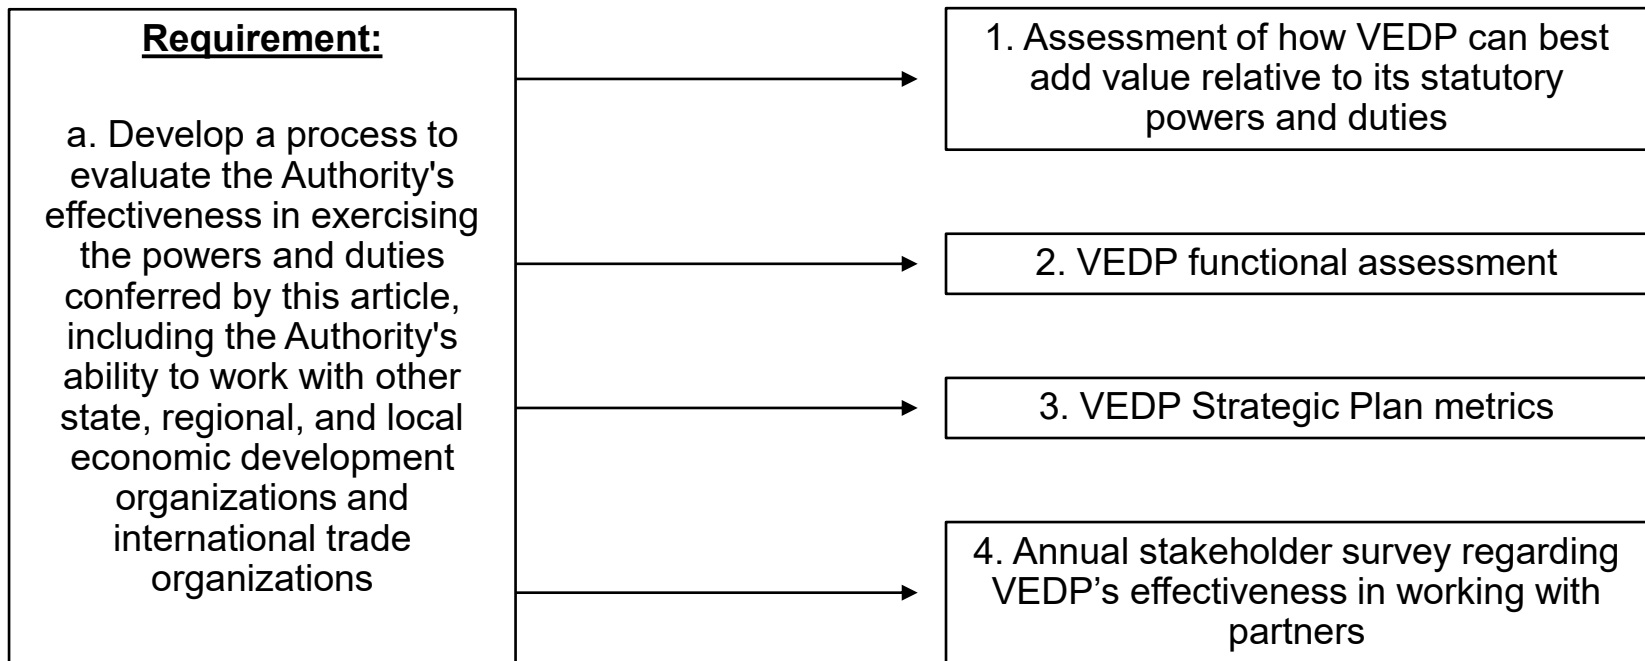 Requirement:
a. Develop a process to
evaluate the Authority's
effectiveness in exercising
the powers and duties
conferred by this article,
including the Authority's
ability to work with other
state, regional, and local
economic development
organizations and
international trade
organizations
1. Assessment of how VEDP can best
add value relative to its statutory
powers and duties
2. VEDP functional assessment
3. VEDP Strategic Plan metrics
4. Annual stakeholder survey regarding
VEDP’s effectiveness in working with
partners